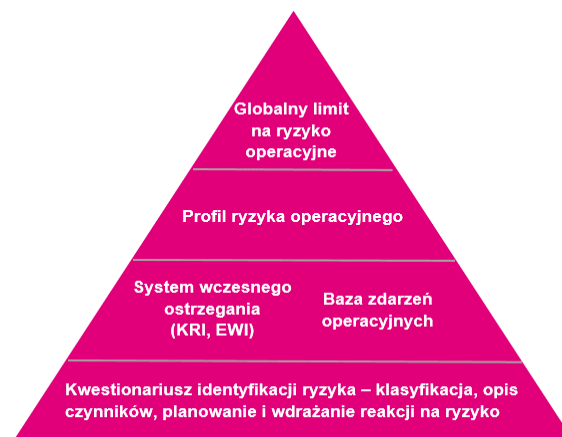 Globalny limit
na ryzyko
operacyjne
Profil ryzyka operacyjnego
System wczesnego
ostrzegania
(KRI, EWI)
Baza zdarzeń
operacyjnych
Kwestionariusz identyfikacji ryzyka – klasyfikacja, opis
czynników, planowanie i wdrażanie reakcji na ryzyko